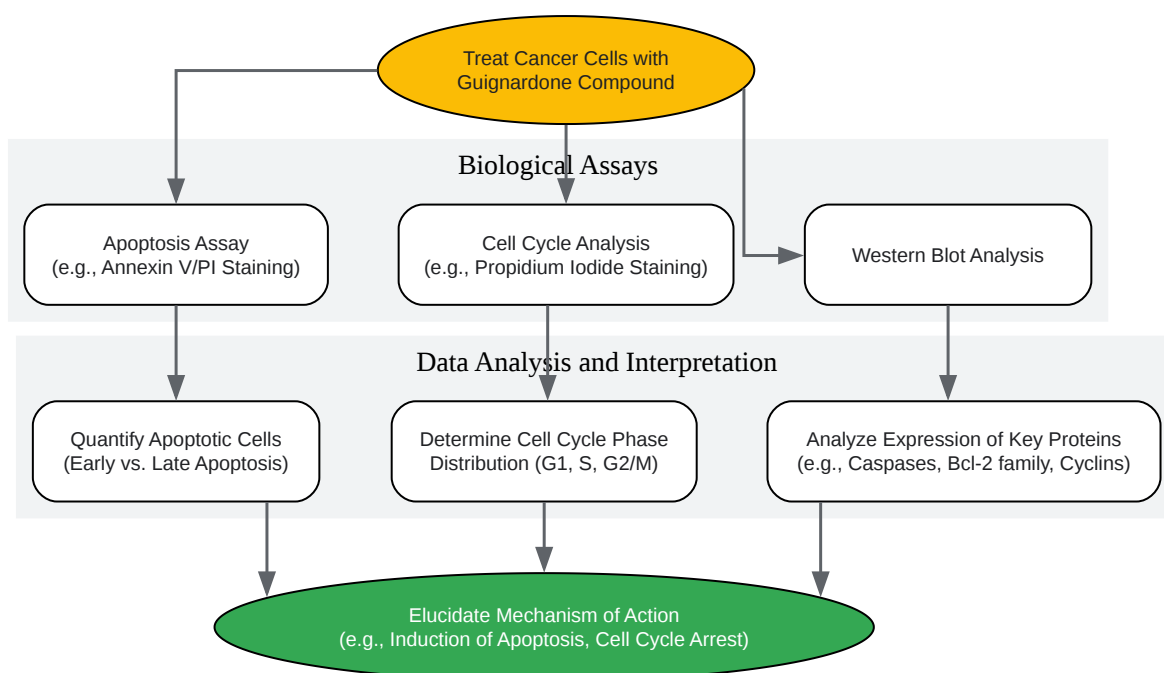 Treat Cancer Cells with
Guignardone Compound
Biological Assays
Apoptosis Assay
(e.g., Annexin V/PI Staining)
Cell Cycle Analysis
(e.g., Propidium Iodide Staining)
Western Blot Analysis
Data Analysis and Interpretation
Quantify Apoptotic Cells
(Early vs. Late Apoptosis)
Determine Cell Cycle Phase
Distribution (G1, S, G2/M)
Analyze Expression of Key Proteins
(e.g., Caspases, Bcl-2 family, Cyclins)
Elucidate Mechanism of Action
(e.g., Induction of Apoptosis, Cell Cycle Arrest)